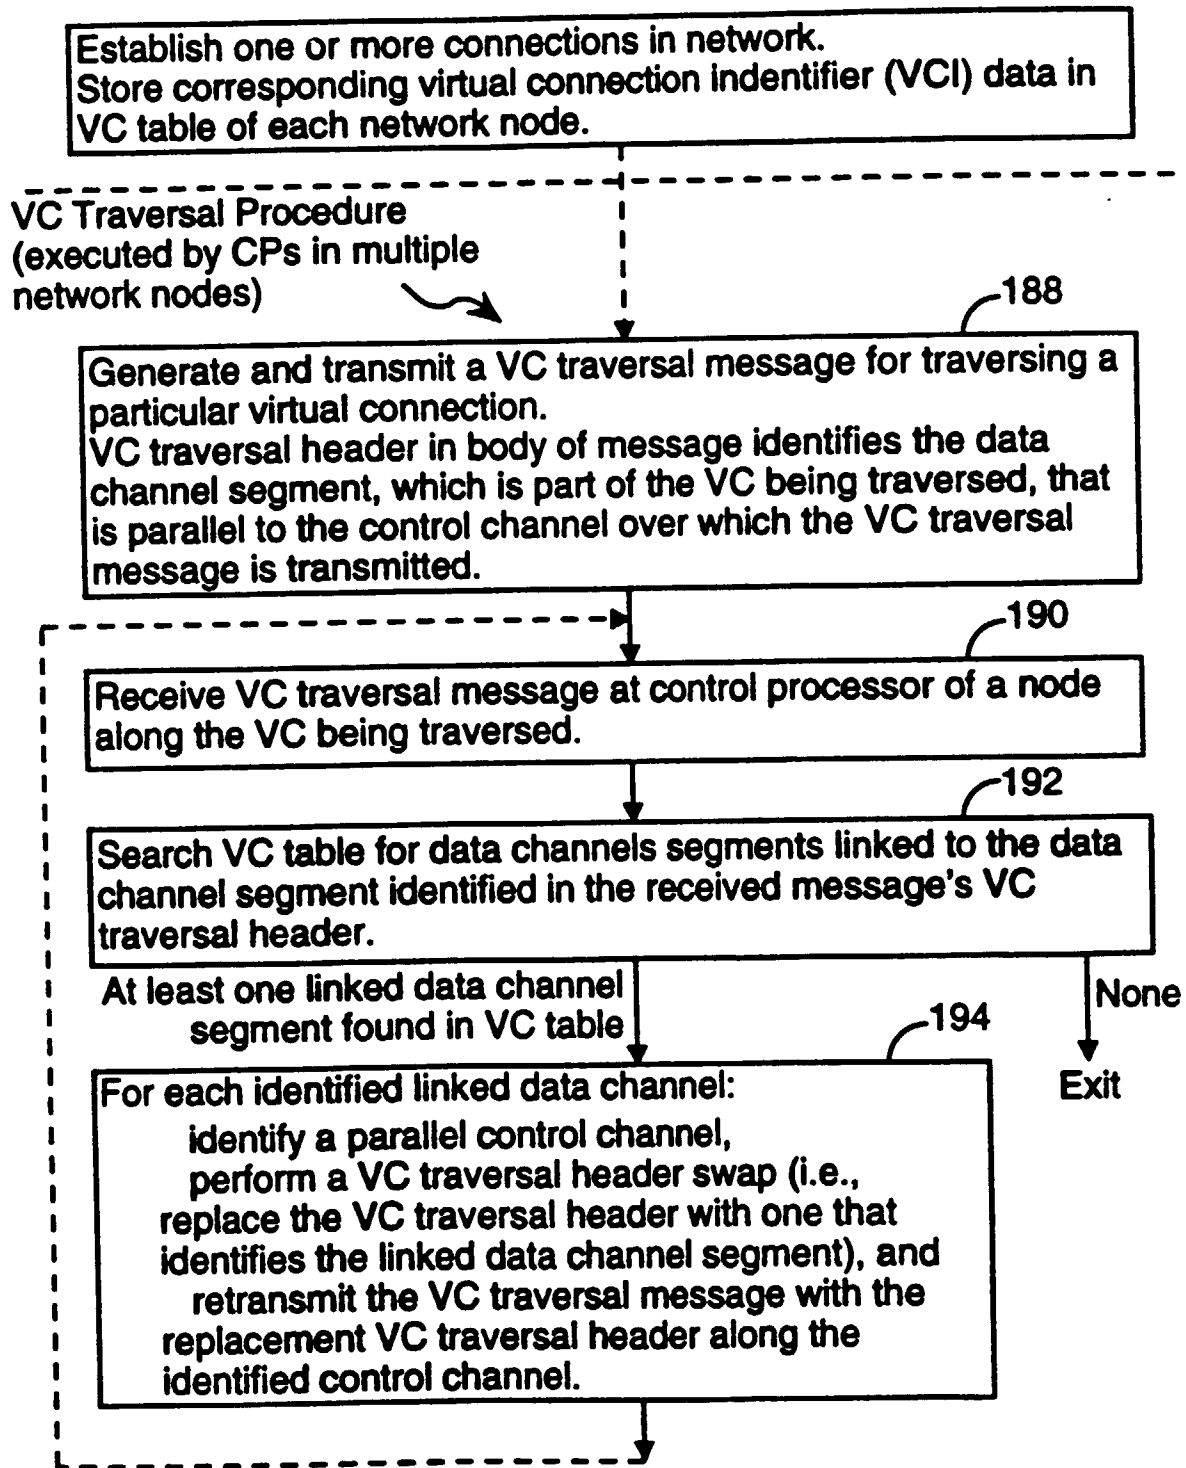 Establish one or more connections in network.
Store corresponding virtual connection indentifier (VCI) data in
VC table of each network node.
VC Traversal Procedure
(executed by CPs in multiple
network nodes)
188
Generate and transmit a VC traversal message for traversing a
particular virtual connection.
VC traversal header in body of message identifies the data
channel segment, which is part of the VC being traversed, that
is parallel to the control channel over which the VC traversal
message is transmitted.
190
Receive VC traversal message at control processor of a node
along the VC being traversed.
192
Search VC table for data channels segments linked to the data
channel segment identified in the received message's VC
traversal header.
At least one linked data channel
segment found in VC table
None
Exit
194
For each identified linked data channel:
identify a parallel control channel,
perform a VC traversal header swap (i.e.,
replace the VC traversal header with one that
identifies the linked data channel segment), and
retransmit the VC traversal message with the
replacement VC traversal header along the
identified control channel.